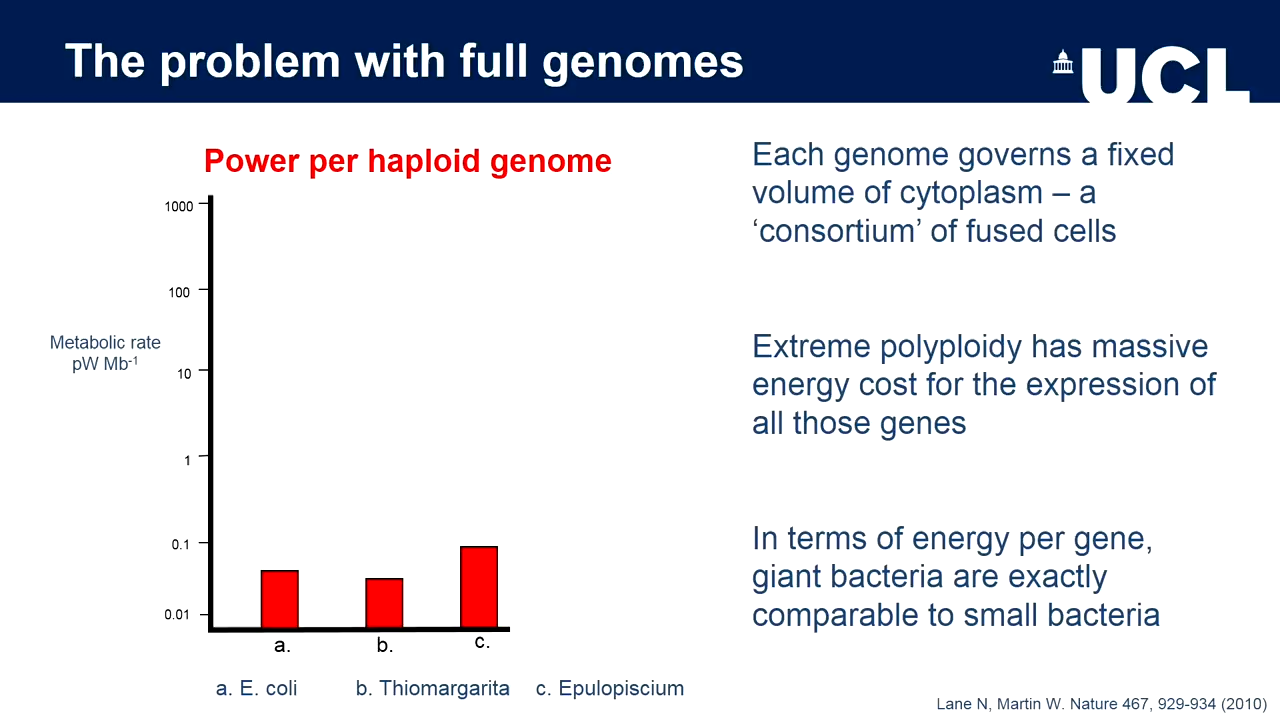 The problem with full genomes
UCL
Power per haploid genome
1000
100
10
1
0.1
0.01
Metabolic rate
pW Mb-1
a.
b.
c.
a. E. coli
b. Thiomargarita
c. Epulopiscium
Each genome governs a fixed
volume of cytoplasm – a
‘consortium’ of fused cells
Extreme polyploidy has massive
energy cost for the expression of
all those genes
In terms of energy per gene,
giant bacteria are exactly
comparable to small bacteria
Lane N, Martin W. Nature 467, 929-934 (2010)